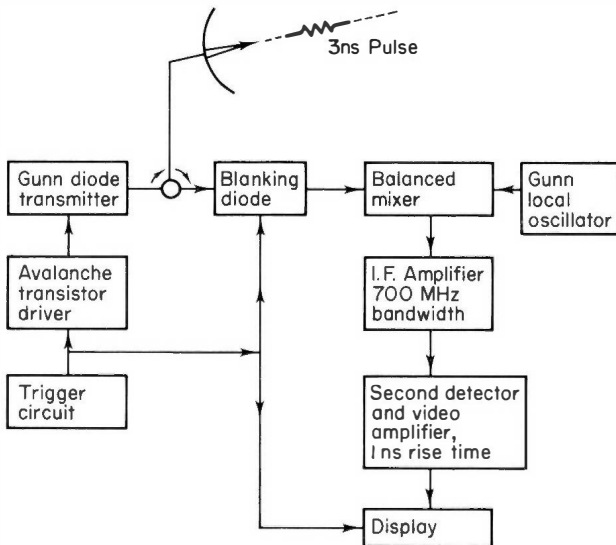 3ns Pulse
Gunn diode
transmitter
Blanking
diode
Balanced
mixer
Gunn
local
oscillator
Avalanche
transistor
driver
I.F. Amplifier
700 MHz
bandwidth
Trigger
circuit
Second detector
and video
amplifier,
1ns rise time
Display